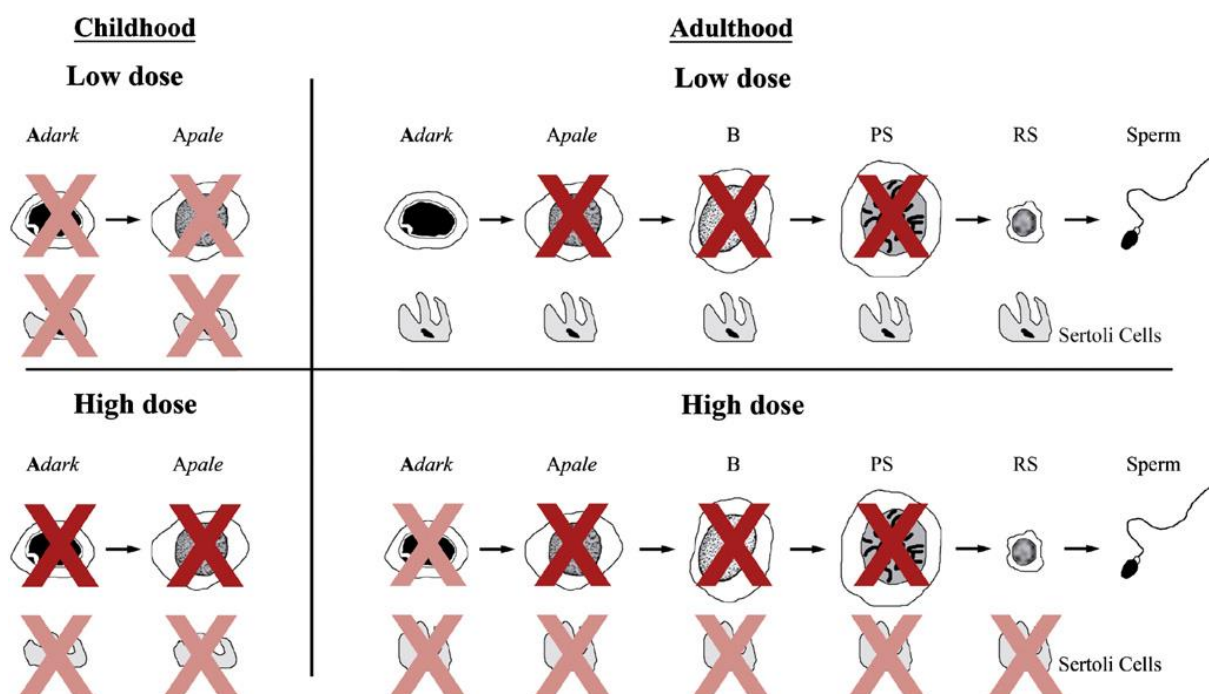 Childhood
Adulthood
Low dose
Low dose
Adark
Apale
Adark
Apale
B
PS
RS
Sperm
Sertoli Cells
High dose
High dose
Adark
Apale
Adark
Apale
B
PS
RS
Sperm
Sertoli Cells